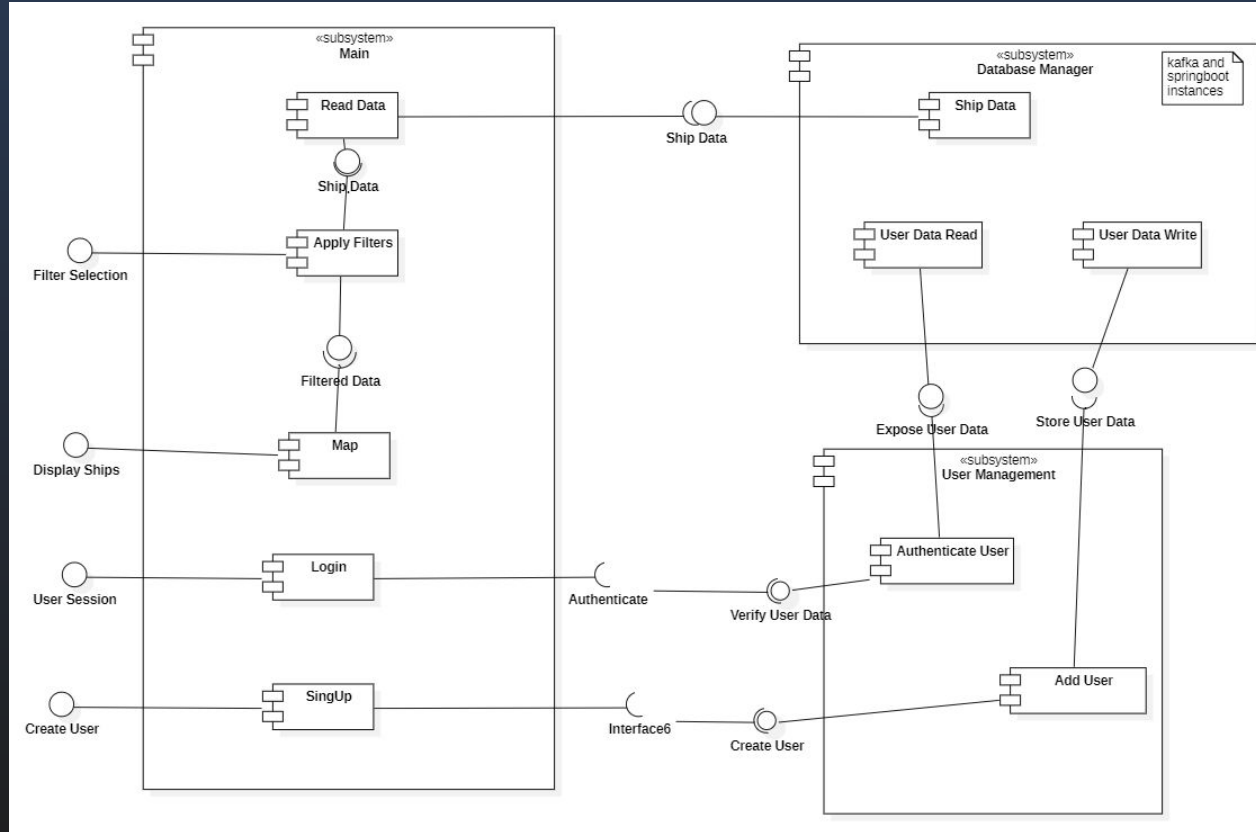 «subsystem»
Main
Read Data
Ship Data
Apply Filters
Filter Selection
Filtered Data
Map
Display Ships
Login
User Session
SingUp
Create User
Ship Data
Authenticate
Interface6
Verify User Data
Create User
«subsystem»
Database Manager
kafka and
springboot
instances
Ship Data
User Data Read
User Data Write
Expose User Data
Store User Data
«subsystem»
User Management
Authenticate User
Add User